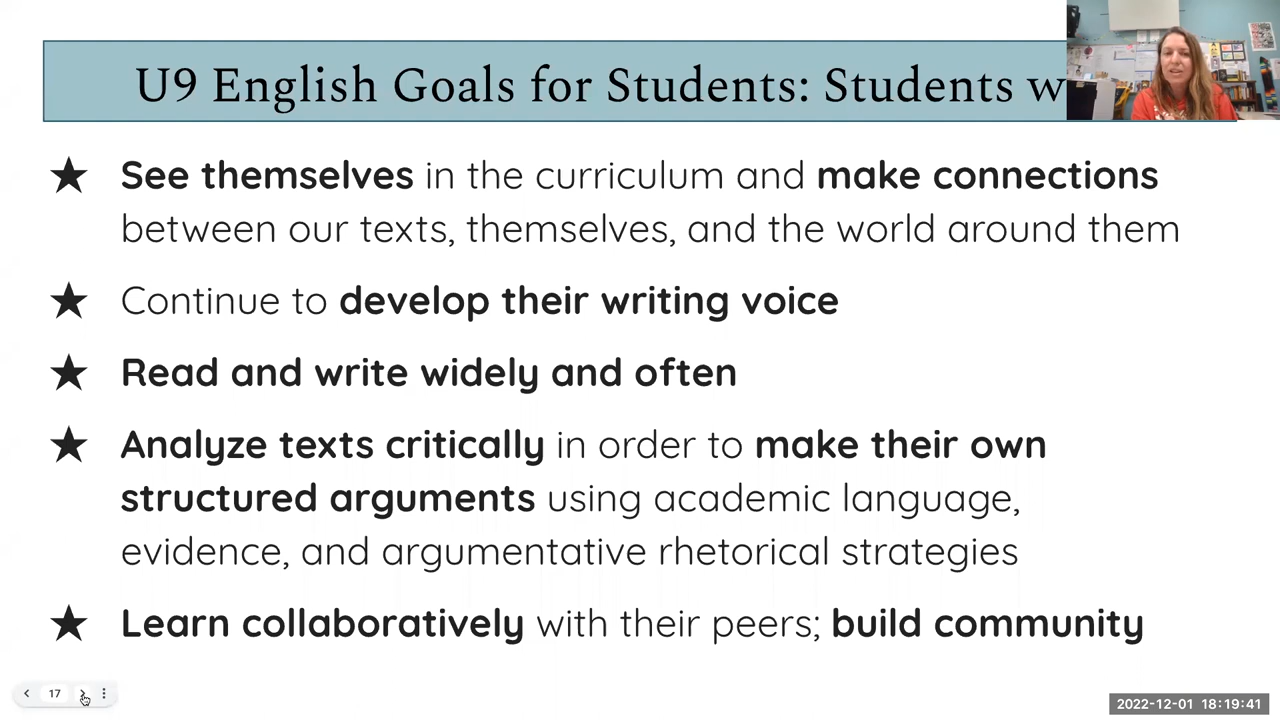 U9 English Goals for Students: Students w
★ See themselves in the curriculum and make connections
between our texts, themselves, and the world around them
★ Continue to develop their writing voice
★ Read and write widely and often
★ Analyze texts critically in order to make their own
structured arguments using academic language,
evidence, and argumentative rhetorical strategies
★ Learn collaboratively with their peers; build community
17
2022-12-01 18:19:41